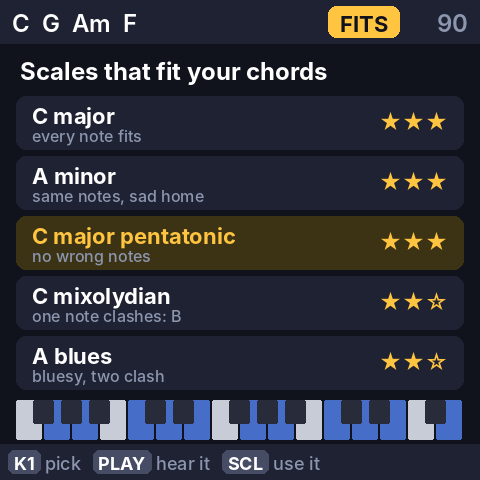 C G Am F FITS 90
Scales that fit your chords
C major ★★★
every note fits
A minor ★★★
same notes, sad home
C major pentatonic ★★★
no wrong notes
C mixolydian ★★☆
one note clashes: B
A blues ★★☆
bluesy, two clash
K1 pick PLAY hear it SCL use it